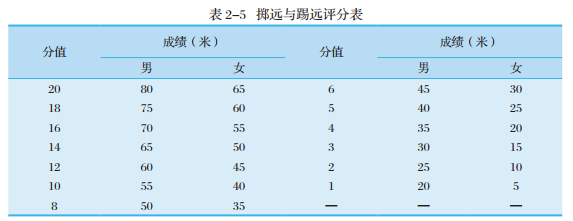 表 2–5 掷远与踢远评分表
分值 成绩（米） 分值 成绩（米）
男 女 男 女
20 80 65 6 45 30
18 75 60 5 40 25
16 70 55 4 35 20
14 65 50 3 30 15
12 60 45 2 25 10
10 55 40 1 20 5
8 50 35 — — —